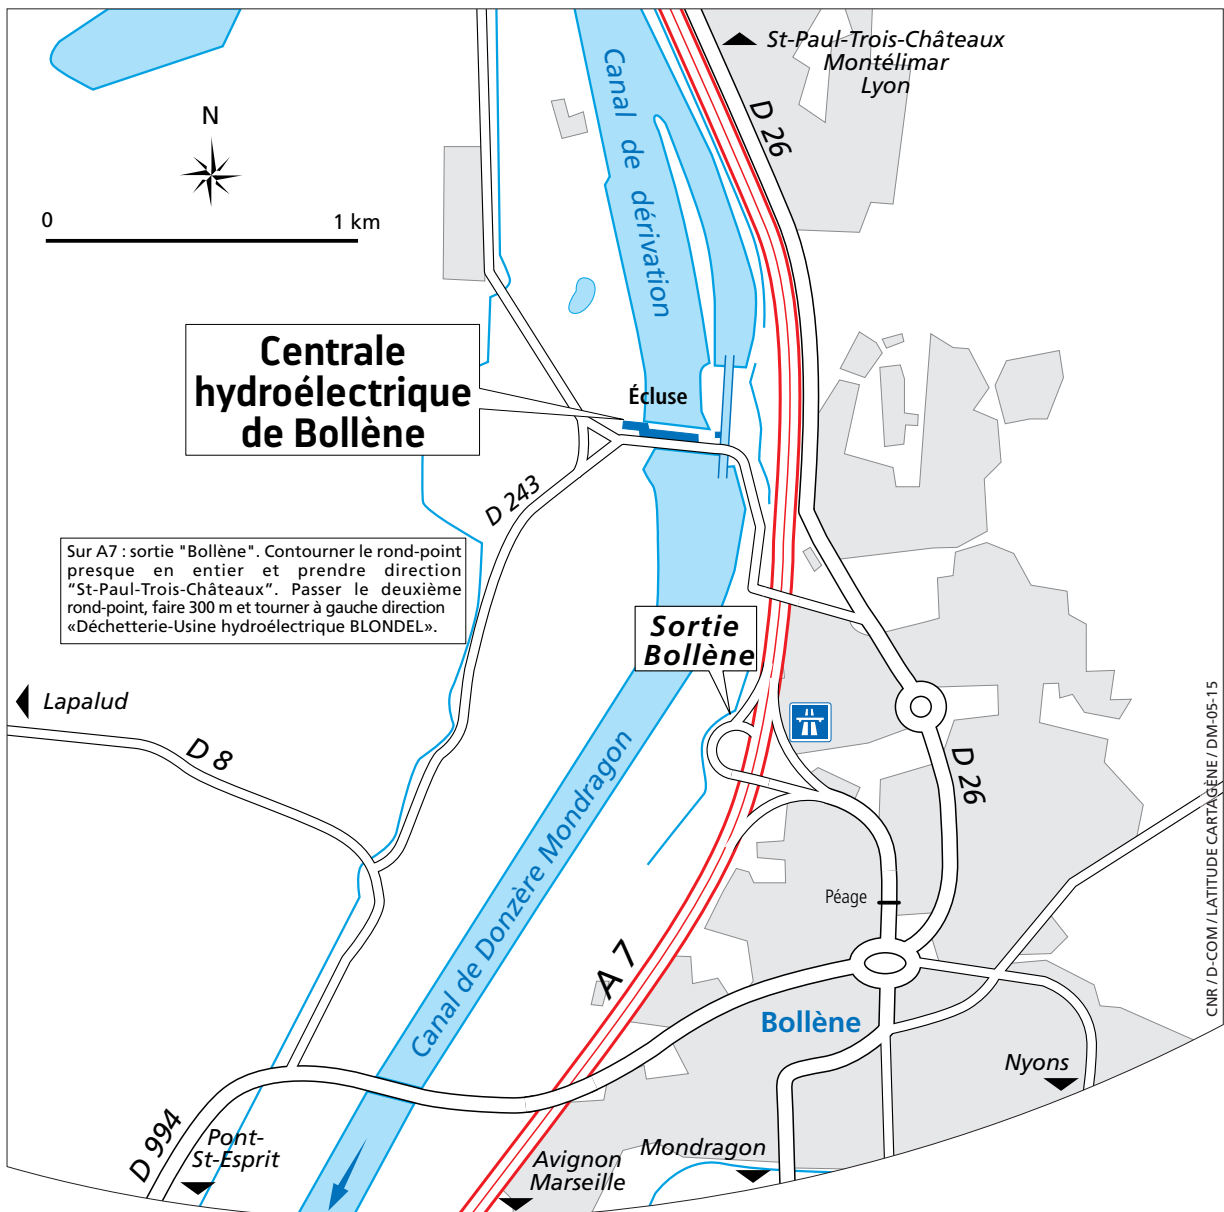 St-Paul-Trois-Châteaux
Montélimar
Lyon
Canal de dérivation
D 26
N
0 1 km
Centrale
hydroélectrique
de Bollène
Écluse
D 243
Sur A7 : sortie "Bollène". Contourner le rond-point
presque en entier et prendre direction
“St-Paul-Trois-Châteaux”. Passer le deuxième
rond-point, faire 300 m et tourner à gauche direction
«Déchetterie-Usine hydroélectrique BLONDEL».
Sortie
Bollène
Lapalud
D 8
D 26
Canal de Donzère Mondragon
Péage
A 7
Bollène
Nyons
D 994
Pont-
St-Esprit
Avignon
Marseille
Mondragon
CNR / D-COM / LATITUDE CARTAGÈNE / DM-05-15